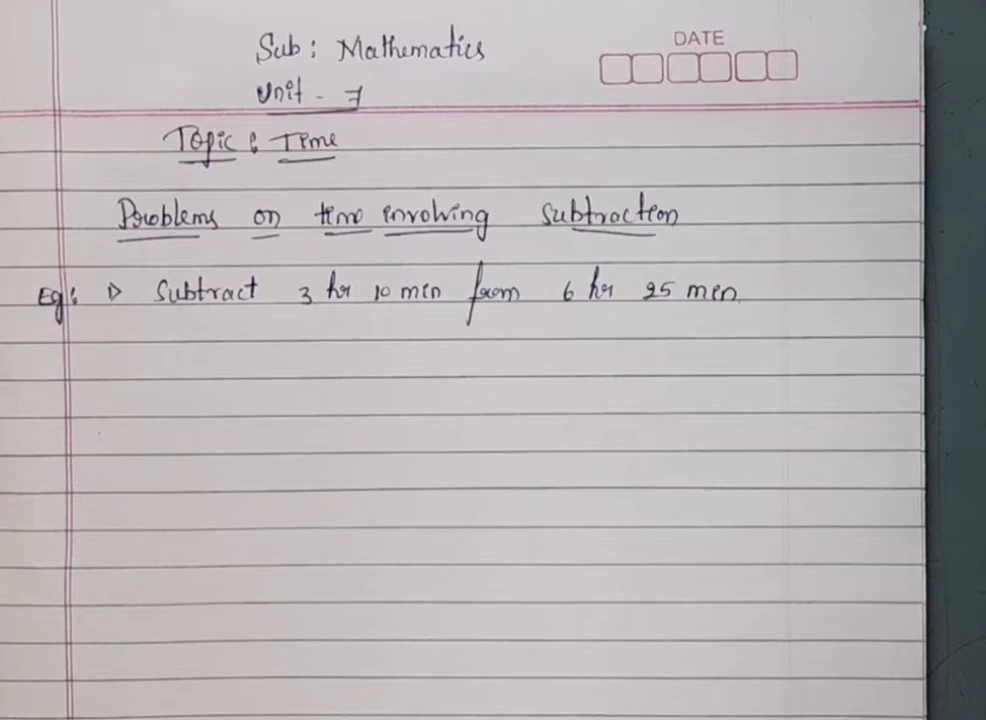 Sub : Mathematics
DATE
Unit - 7
Topic : Time
Problems on time involving subtraction
Eg: 1) Subtract 3 hr 10 min from 6 hr 25 min.